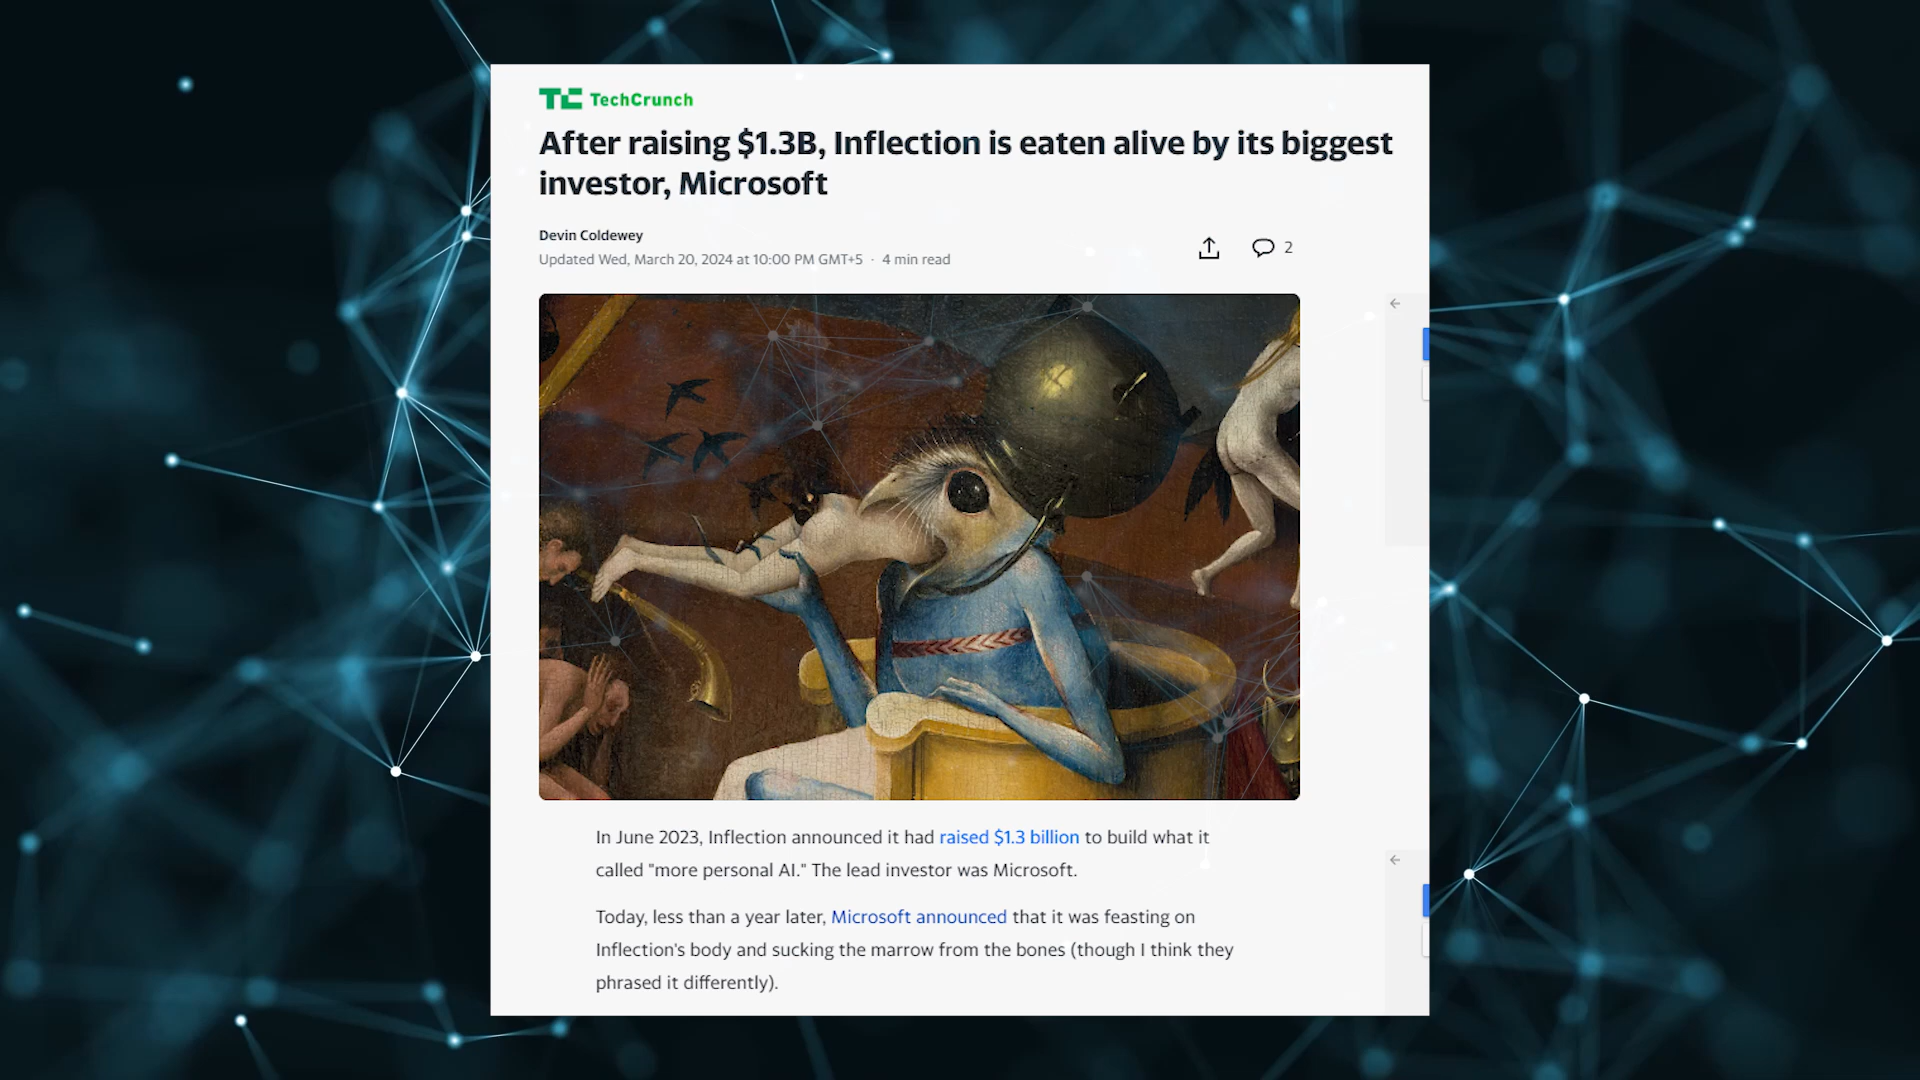 TechCrunch
After raising $1.3B, Inflection is eaten alive by its biggest
investor, Microsoft
Devin Coldewey
Updated Wed, March 20, 2024 at 10:00 PM GMT+5 · 4 min read
2
In June 2023, Inflection announced it had raised $1.3 billion to build what it
called "more personal AI." The lead investor was Microsoft.
Today, less than a year later, Microsoft announced that it was feasting on
Inflection's body and sucking the marrow from the bones (though I think they
phrased it differently).